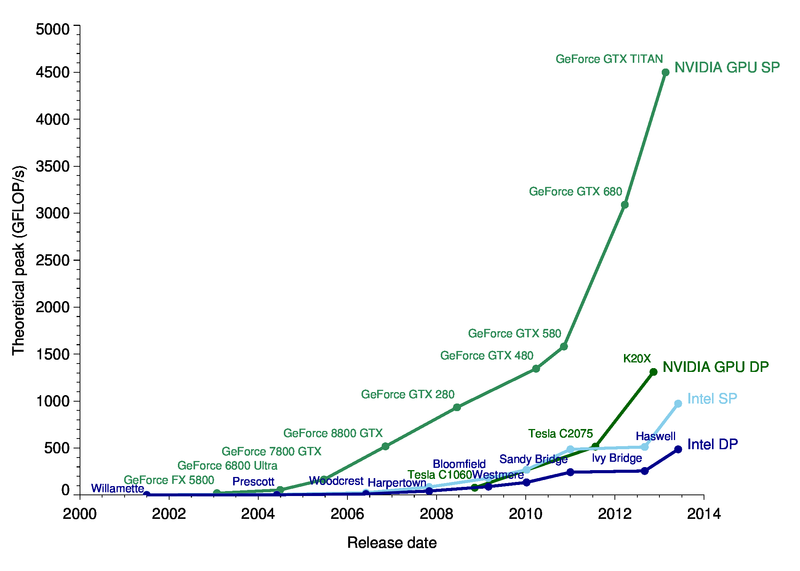 5000
4500
4000
3500
3000
2500
2000
1500
1000
500
0
Theoretical peak (GFLOP/s)
2000
2002
2004
2006
2008
2010
2012
2014
Release date
GeForce GTX TITAN
NVIDIA GPU SP
GeForce GTX 680
GeForce GTX 580
GeForce GTX 480
K20X
NVIDIA GPU DP
GeForce GTX 280
Intel SP
GeForce 8800 GTX
Tesla C2075
Haswell
Intel DP
GeForce 7800 GTX
GeForce 6800 Ultra
Bloomfield
Sandy Bridge
Ivy Bridge
GeForce FX 5800
Prescott
Woodcrest
Harpertown
Tesla C1060
Westmere
Willamette